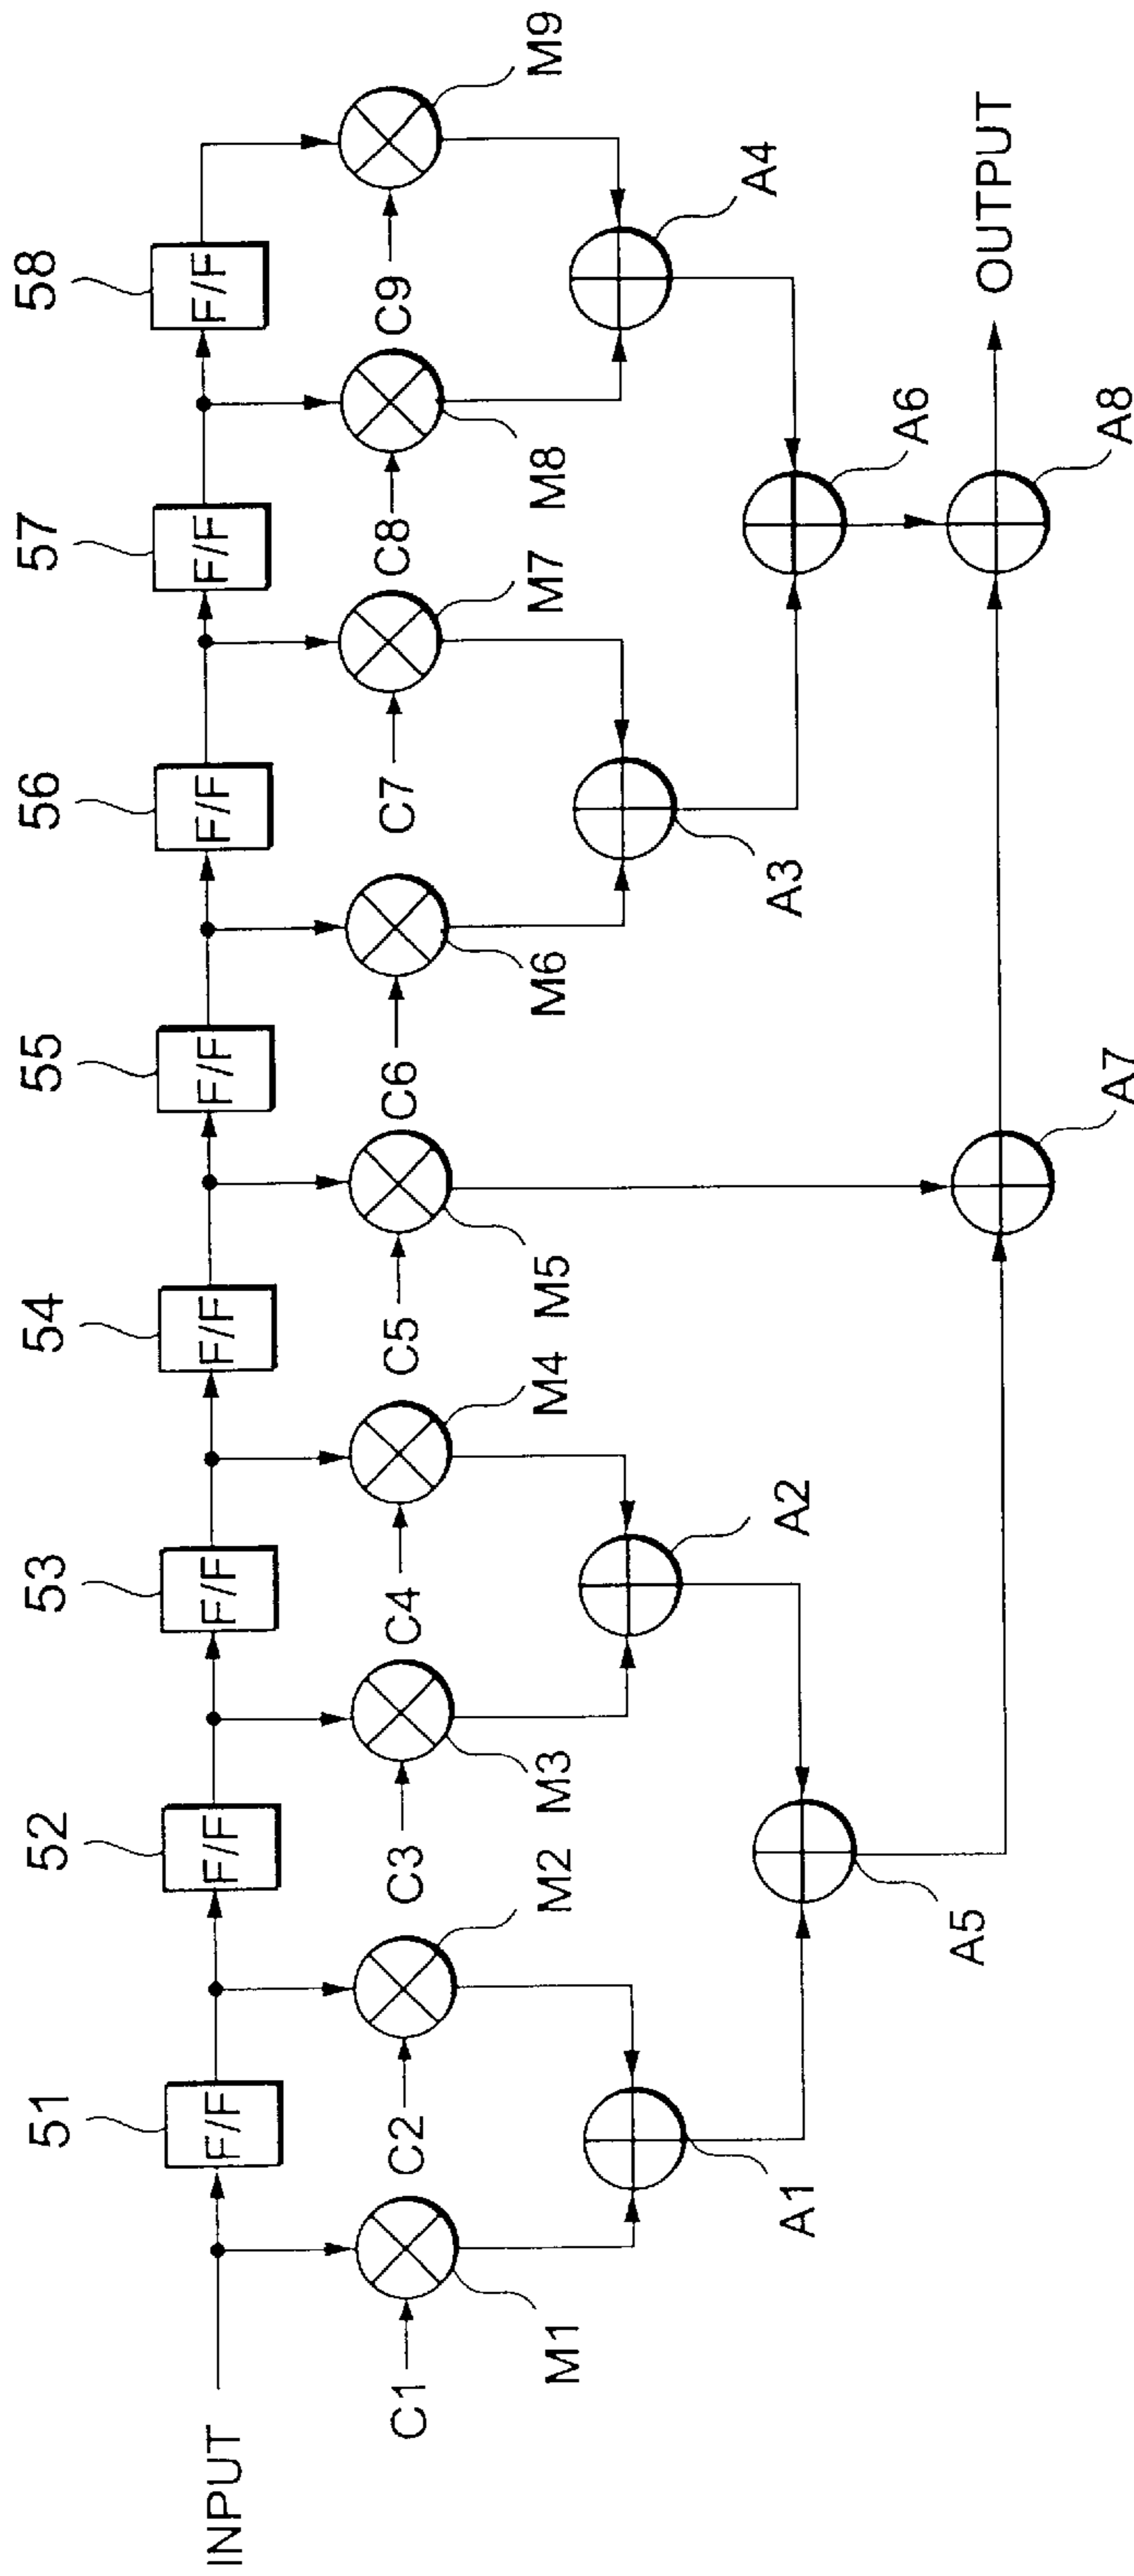 51 52 53 54 55 56 57 58
F/F F/F F/F F/F F/F F/F F/F F/F
INPUT
C1 C2 C3 C4 C5 C6 C7 C8 C9
M1 M2 M3 M4 M5 M6 M7 M8 M9
A1 A2 A3 A4
A5 A6
A7 A8
OUTPUT